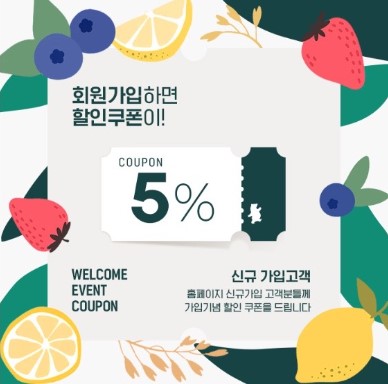 회원가입하면
할인쿠폰이!
COUPON
5%
WELCOME
EVENT
COUPON
신규 가입고객
홈페이지 신규가입 고객분들께
가입기념 할인 쿠폰을 드립니다